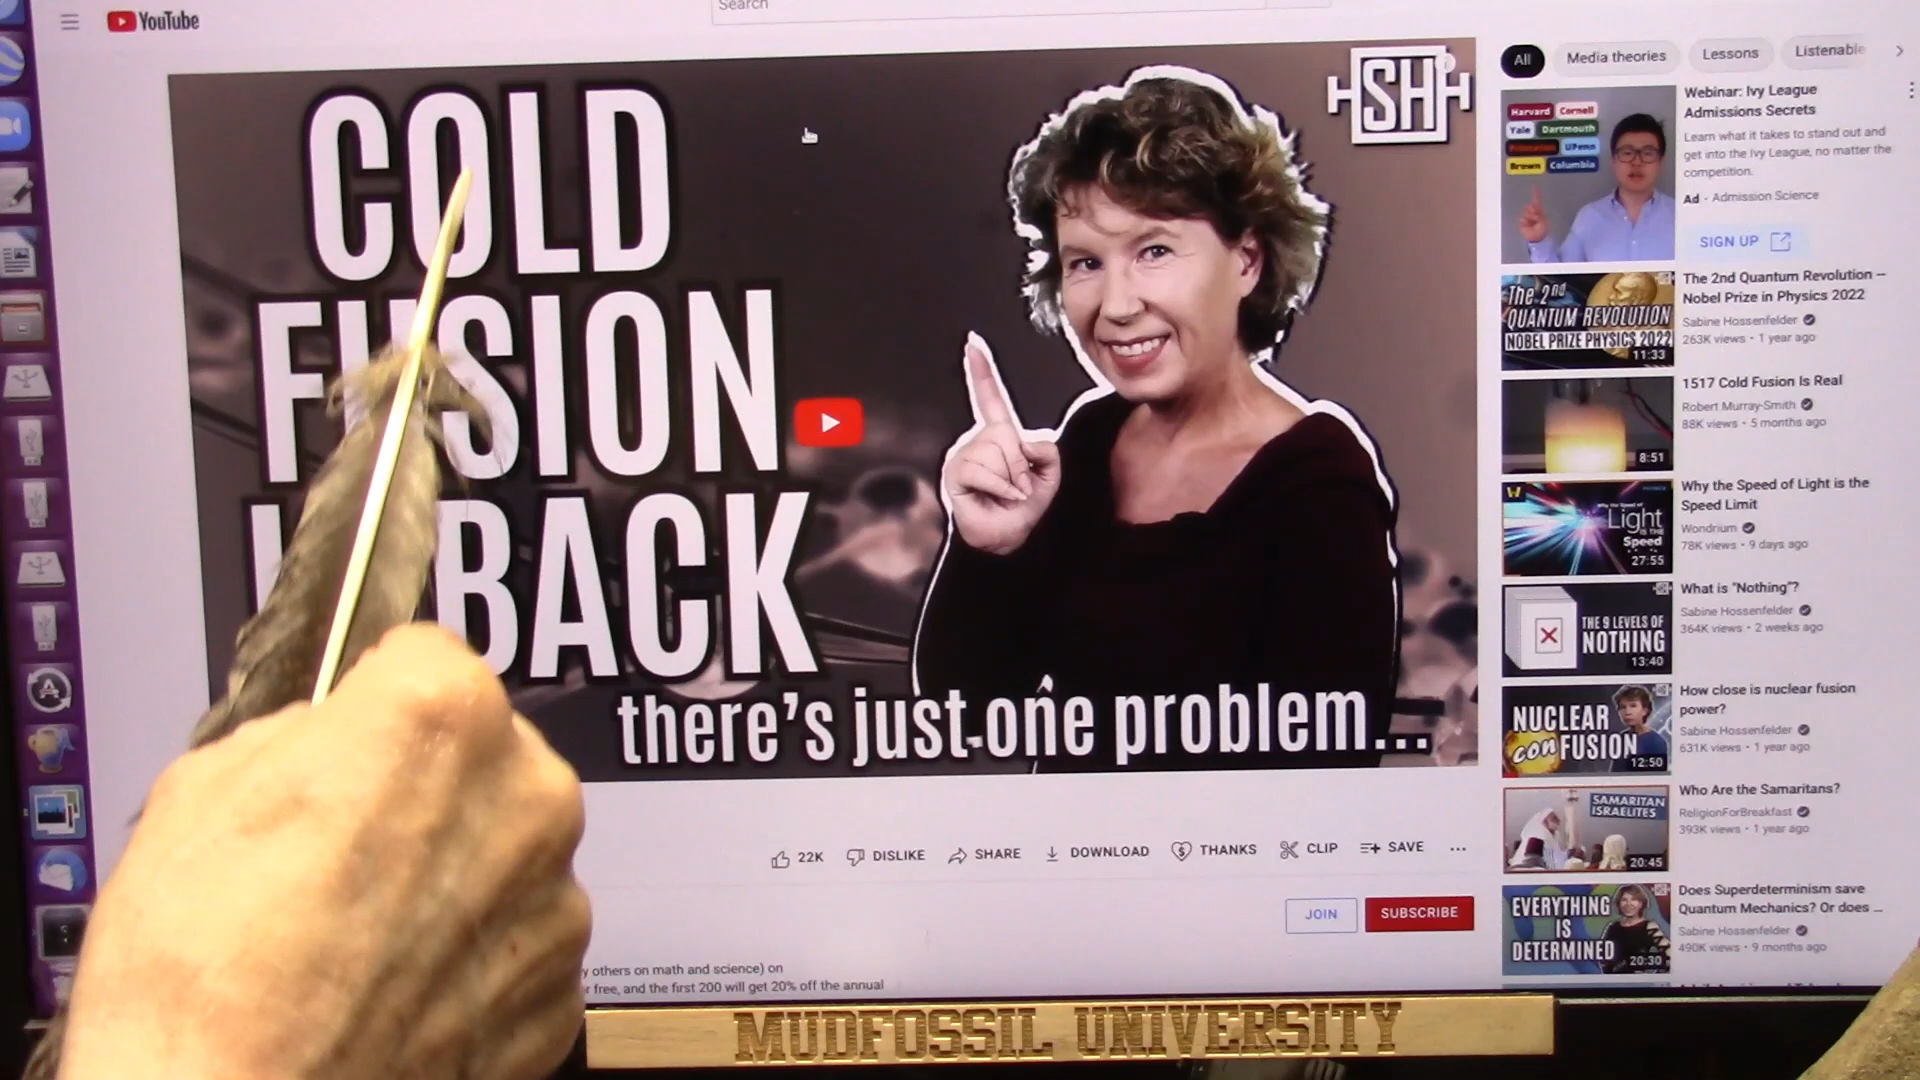 YouTube
Search
COLD
FUSION
BACK
there's just one problem...
SH
22K
DISLIKE
SHARE
DOWNLOAD
THANKS
CLIP
SAVE
...
JOIN
SUBSCRIBE
y others on math and science) on
r free, and the first 200 will get 20% off the annual
MUDFOSSIL UNIVERSITY
All
Media theories
Lessons
Listenable
Harvard Cornell
Yale Dartmouth
Princeton UPenn
Brown Columbia
Webinar: Ivy League
Admissions Secrets
Learn what it takes to stand out and
get into the Ivy League, no matter the
competition.
Ad · Admission Science
SIGN UP
The 2nd
QUANTUM REVOLUTION
NOBEL PRIZE PHYSICS 2022
11:33
The 2nd Quantum Revolution –
Nobel Prize in Physics 2022
Sabine Hossenfelder
263K views • 1 year ago
8:51
1517 Cold Fusion Is Real
Robert Murray-Smith
88K views • 5 months ago
W
Light
IS THE
Speed
27:55
Why the Speed of Light is the
Speed Limit
Wondrium
78K views • 9 days ago
THE 9 LEVELS OF
NOTHING
13:40
What is "Nothing"?
Sabine Hossenfelder
364K views • 2 weeks ago
NUCLEAR
con FUSION
12:50
How close is nuclear fusion
power?
Sabine Hossenfelder
631K views • 1 year ago
SAMARITAN
ISRAELITES
20:45
Who Are the Samaritans?
ReligionForBreakfast
393K views • 1 year ago
EVERYTHING
IS
DETERMINED
20:30
Does Superdeterminism save
Quantum Mechanics? Or does ...
Sabine Hossenfelder
490K views • 9 months ago